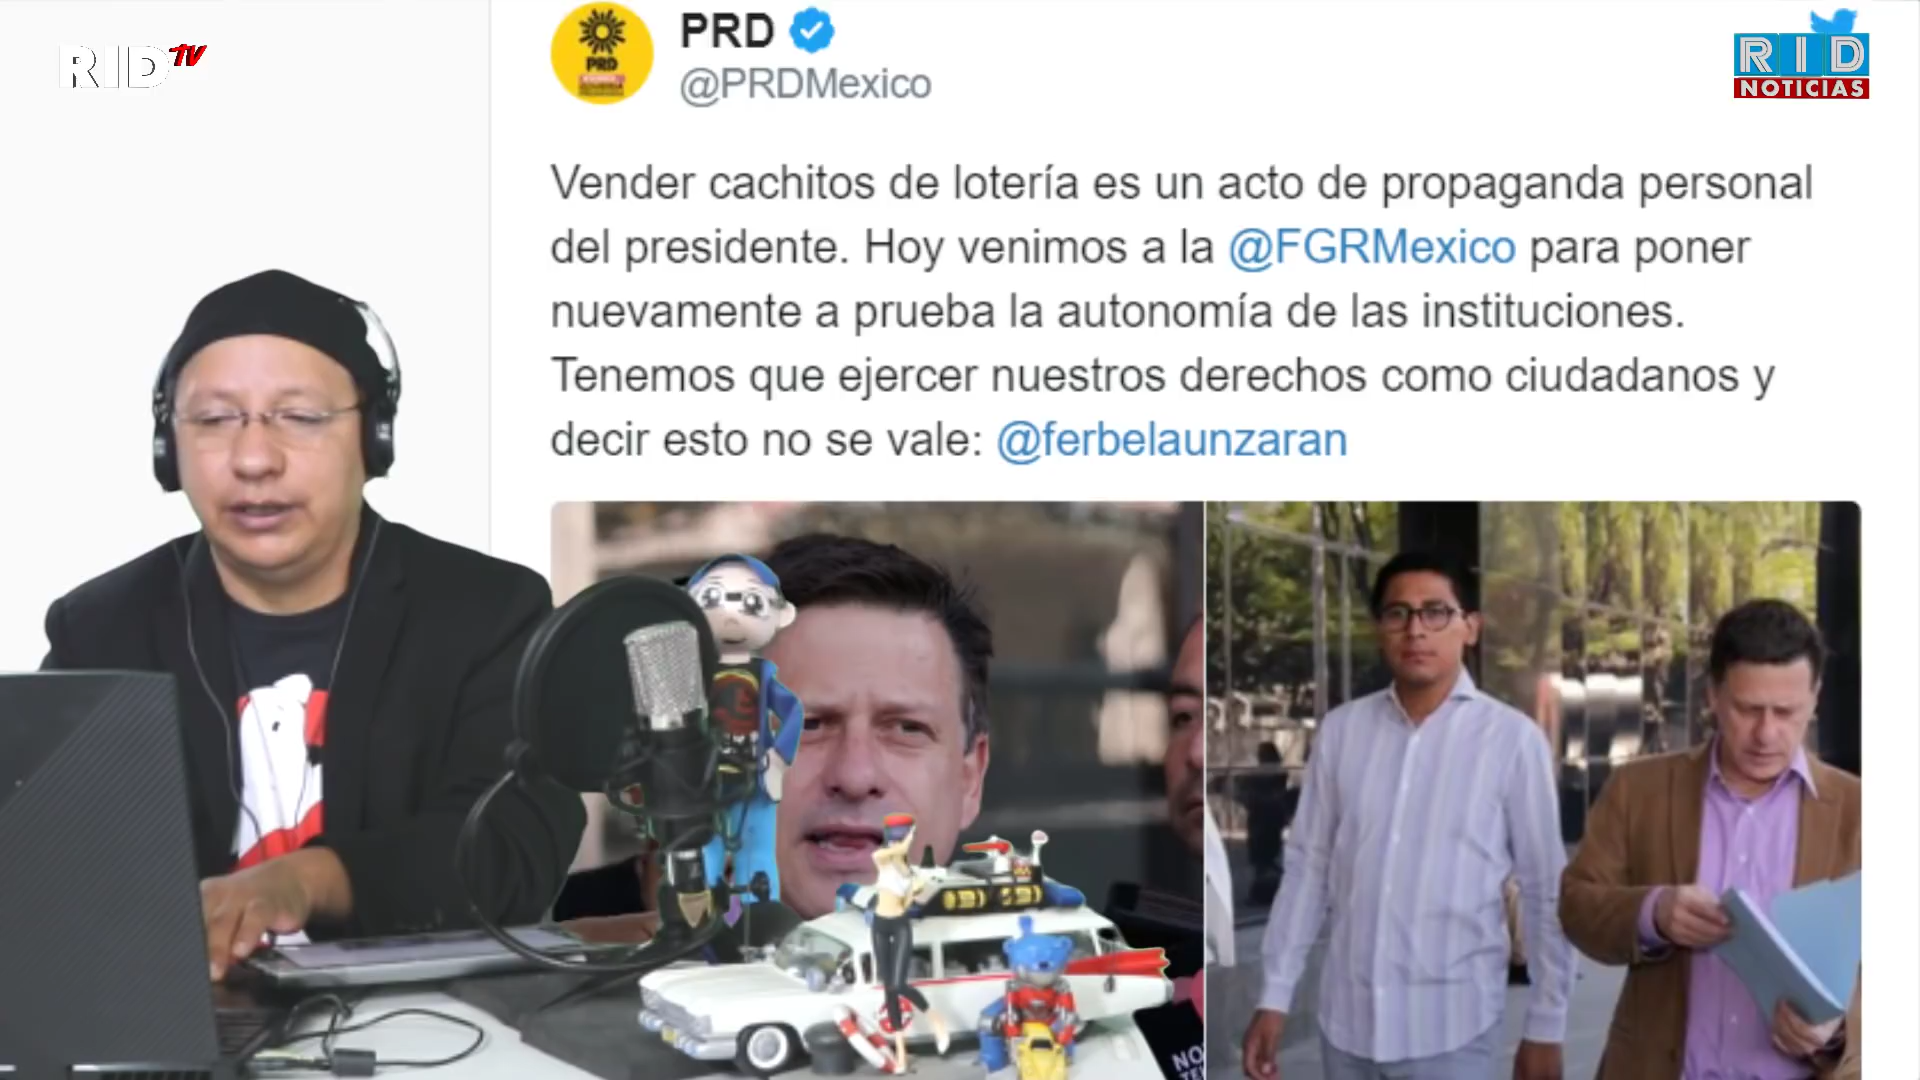 RID TV
PRD
@PRDMexico
RID
NOTICIAS
PRD
Vender cachitos de lotería es un acto de propaganda personal
del presidente. Hoy venimos a la @FGRMexico para poner
nuevamente a prueba la autonomía de las instituciones.
Tenemos que ejercer nuestros derechos como ciudadanos y
decir esto no se vale: @ferbelaunzaran